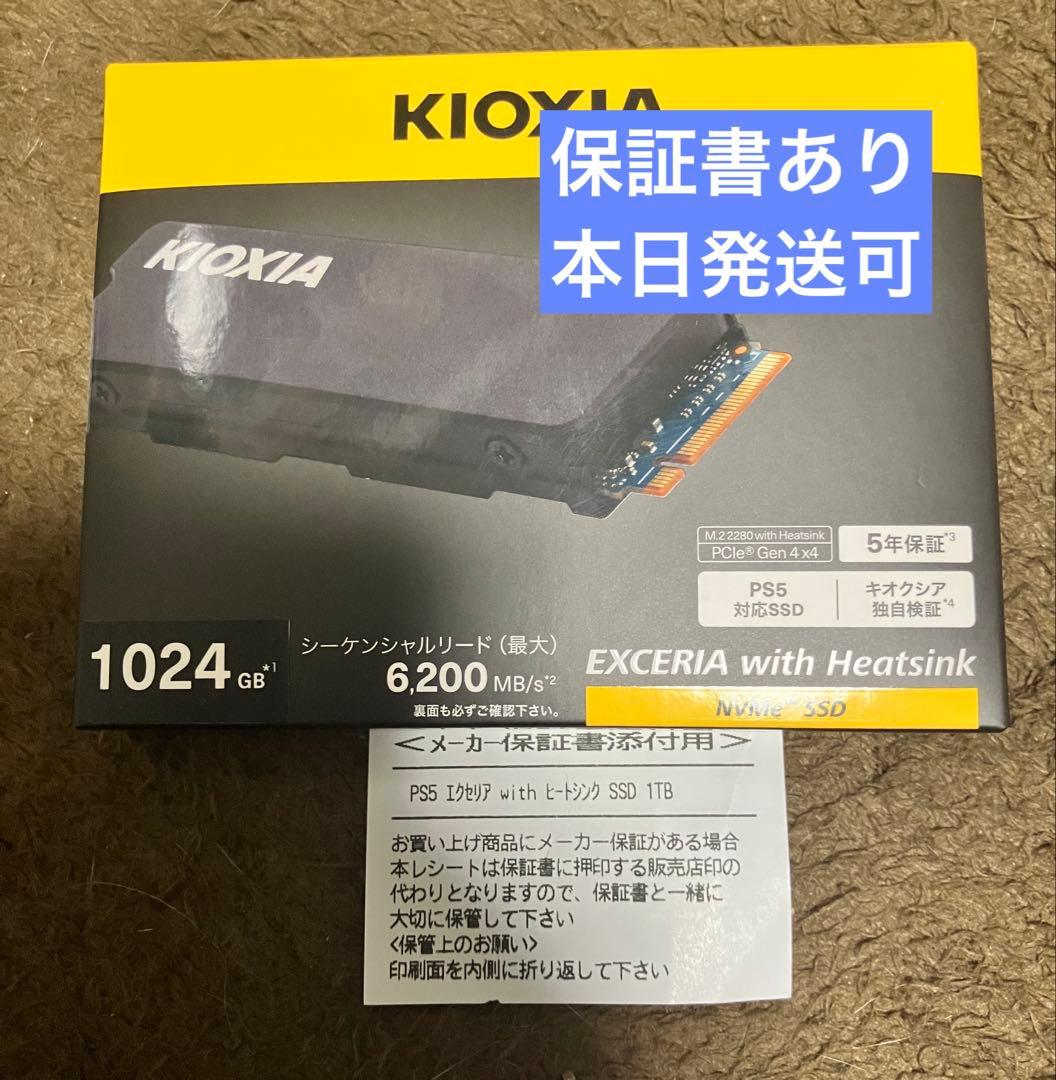 KIOXIA
保証書あり
本日発送可
KIOXIA
M.2 2280 with Heatsink
PCIe® Gen 4 x4
5年保証*3
PS5
対応SSD
キオクシア
独自検証*4
1024 GB*1
シーケンシャルリード（最大）
6,200 MB/s*2
裏面も必ずご確認下さい。
EXCERIA with Heatsink
NVMe™ SSD
＜メーカー保証書添付用＞
PS5 ｴｸｾﾘｱ with ﾋｰﾄｼﾝｸ SSD 1TB
お買い上げ商品にメーカー保証がある場合
本レシートは保証書に押印する販売店印の
代わりとなりますので、保証書と一緒に
大切に保管して下さい
<保管上のお願い>
印刷面を内側に折り返して下さい